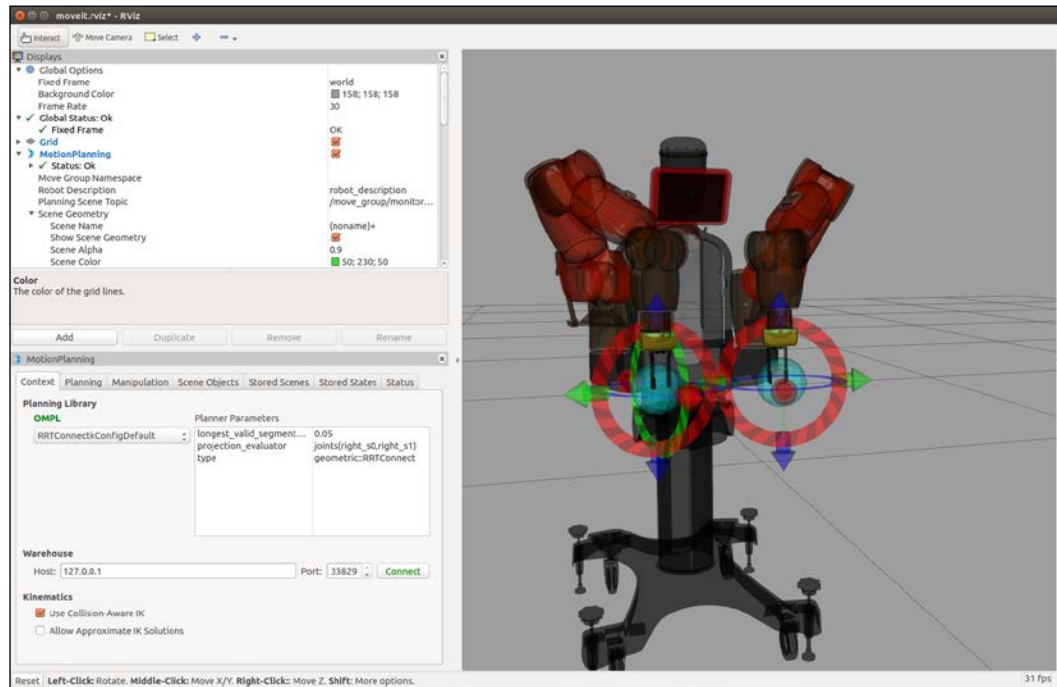 moveit.rviz* - RViz
Interact Move Camera Select
Displays
Global Options
Fixed Frame world
Background Color 158; 158; 158
Frame Rate 30
Global Status: Ok
Fixed Frame OK
Grid
MotionPlanning
Status: Ok
Move Group Namespace
Robot Description robot_description
Planning Scene Topic /move_group/monitor...
Scene Geometry
Scene Name (noname)+
Show Scene Geometry
Scene Alpha 0.9
Scene Color 50; 230; 50
Color
The color of the grid lines.
Add Duplicate Remove Rename
MotionPlanning
Context Planning Manipulation Scene Objects Stored Scenes Stored States Status
Planning Library
OMPL Planner Parameters
RRTConnectkConfigDefault longest_valid_segment... 0.05
projection_evaluator joints(right_s0,right_s1)
type geometric::RRTConnect
Warehouse
Host: 127.0.0.1 Port: 33829 Connect
Kinematics
Use Collision-Aware IK
Allow Approximate IK Solutions
Reset Left-Click: Rotate. Middle-Click: Move X/Y. Right-Click:: Move Z. Shift: More options. 31 fps